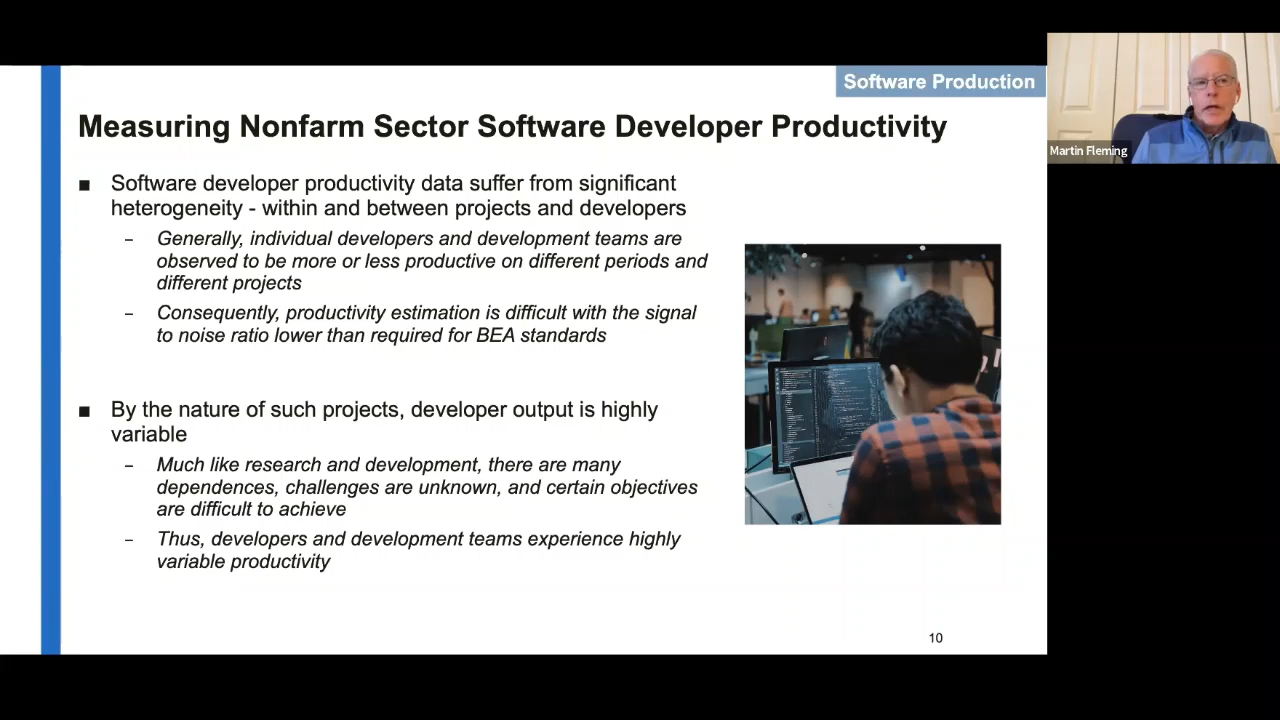 Software Production
Measuring Nonfarm Sector Software Developer Productivity
■ Software developer productivity data suffer from significant
heterogeneity - within and between projects and developers
– Generally, individual developers and development teams are
observed to be more or less productive on different periods and
different projects
– Consequently, productivity estimation is difficult with the signal
to noise ratio lower than required for BEA standards
■ By the nature of such projects, developer output is highly
variable
– Much like research and development, there are many
dependences, challenges are unknown, and certain objectives
are difficult to achieve
– Thus, developers and development teams experience highly
variable productivity
10
Martin Fleming